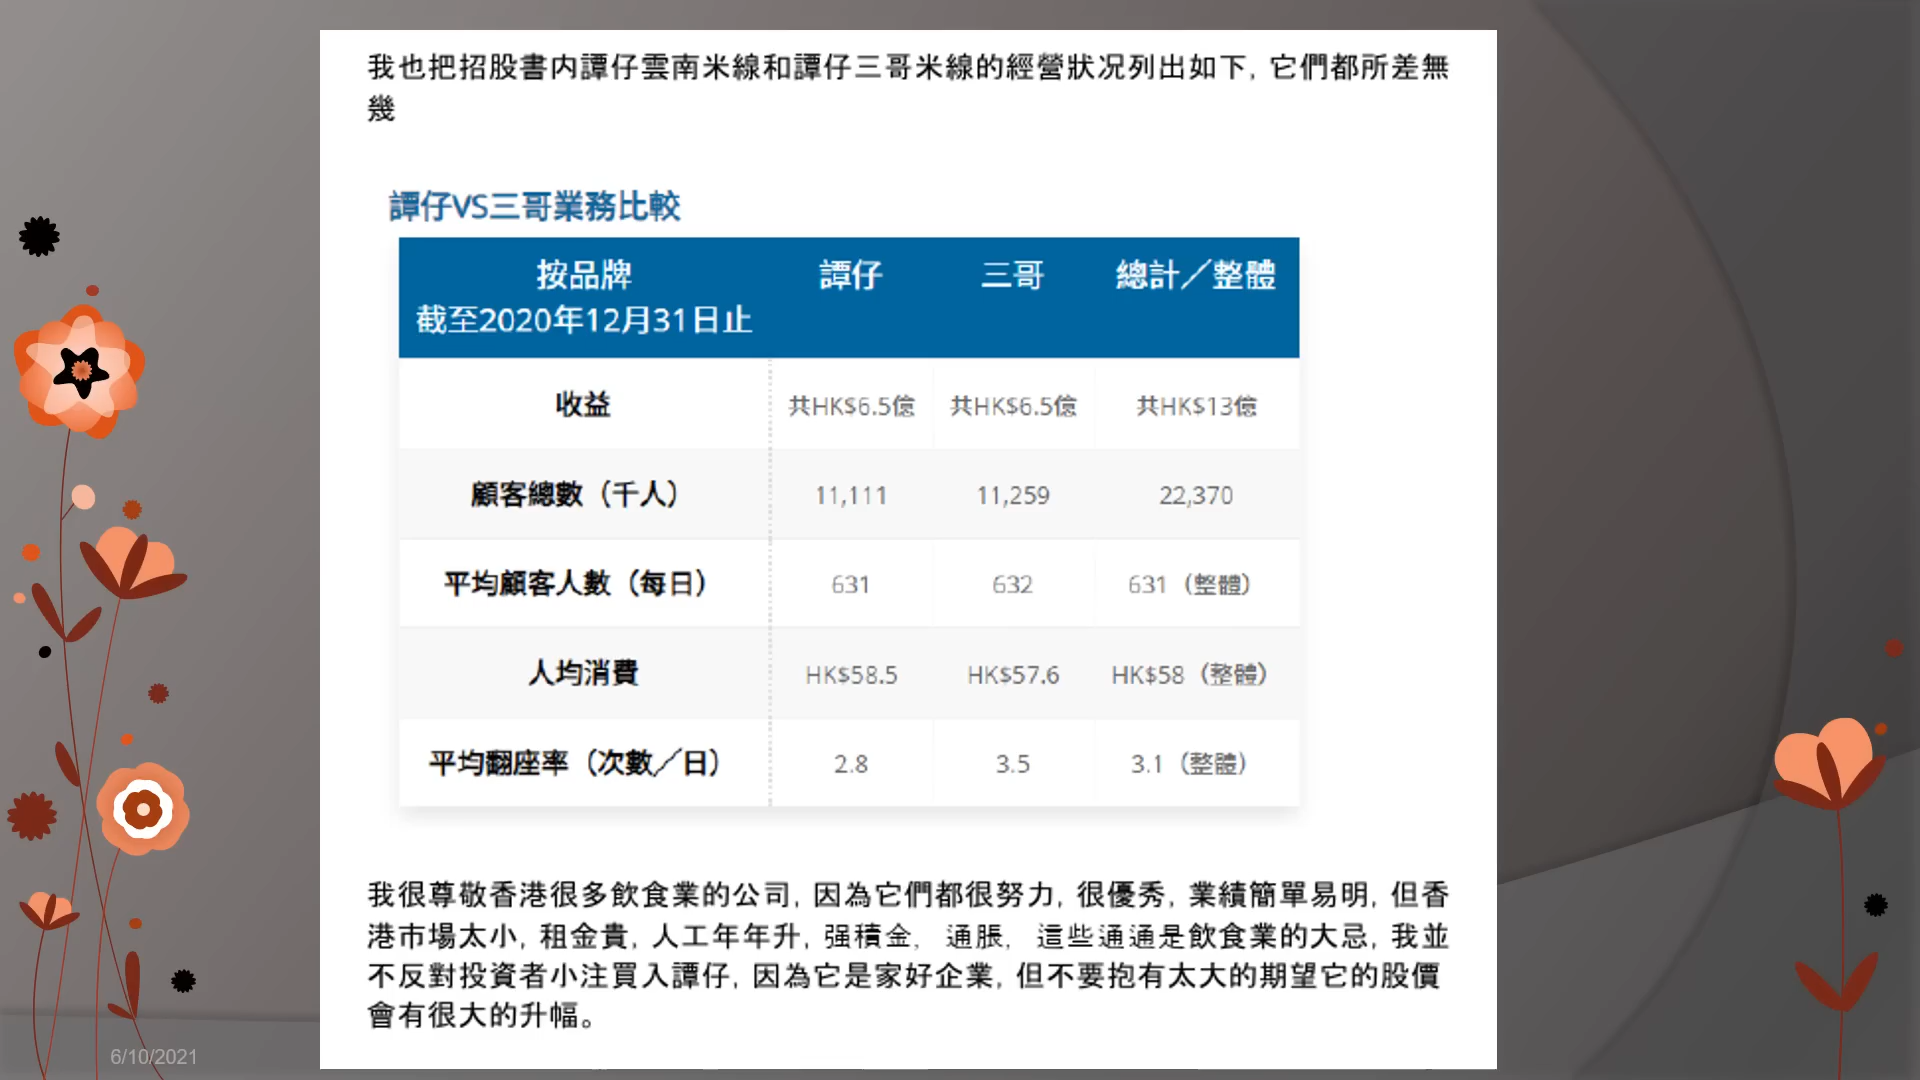 我也把招股書内譚仔雲南米線和譚仔三哥米線的經營狀况列出如下, 它們都所差無
幾
譚仔VS三哥業務比較
按品牌 譚仔 三哥 總計／整體
截至2020年12月31日止
收益 共HK$6.5億 共HK$6.5億 共HK$13億
顧客總數（千人） 11,111 11,259 22,370
平均顧客人數（每日） 631 632 631（整體）
人均消費 HK$58.5 HK$57.6 HK$58（整體）
平均翻座率（次數／日） 2.8 3.5 3.1（整體）
我很尊敬香港很多飲食業的公司, 因為它們都很努力, 很優秀, 業績簡單易明, 但香
港市場太小, 租金貴, 人工年年升, 强積金, 通脹, 這些通通是飲食業的大忌, 我並
不反對投資者小注買入譚仔, 因為它是家好企業, 但不要抱有太大的期望它的股價
會有很大的升幅。
6/10/2021